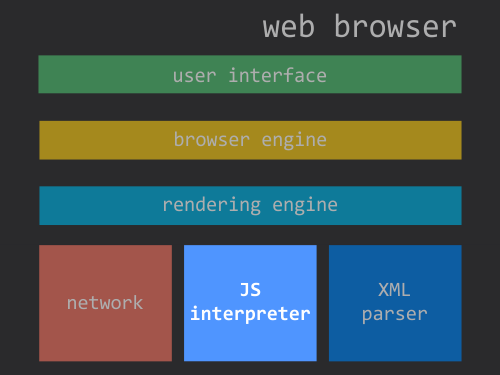 web browser
user interface
browser engine
rendering engine
network
JS
interpreter
XML
parser